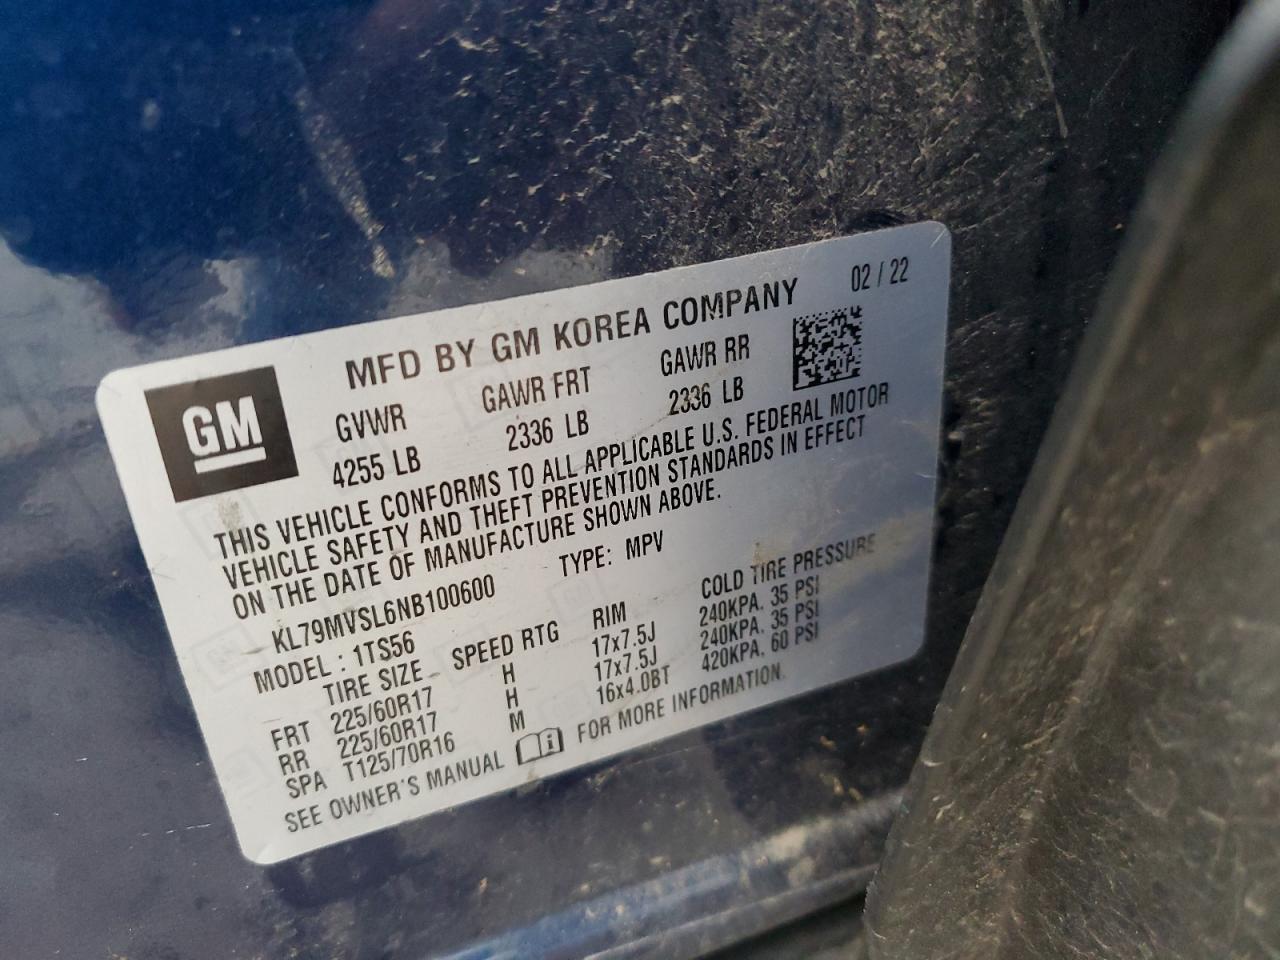 MFD BY GM KOREA COMPANY 02 / 22
GM
GVWR GAWR FRT GAWR RR
4255 LB 2336 LB 2336 LB
THIS VEHICLE CONFORMS TO ALL APPLICABLE U.S. FEDERAL MOTOR
VEHICLE SAFETY AND THEFT PREVENTION STANDARDS IN EFFECT
ON THE DATE OF MANUFACTURE SHOWN ABOVE.
KL79MVSL6NB100600 TYPE: MPV
MODEL : 1TS56
TIRE SIZE SPEED RTG RIM COLD TIRE PRESSURE
FRT 225/60R17 H 17x7.5J 240KPA. 35 PSI
RR 225/60R17 H 17x7.5J 240KPA. 35 PSI
SPA T125/70R16 M 16x4.0BT 420KPA. 60 PSI
SEE OWNER'S MANUAL FOR MORE INFORMATION.